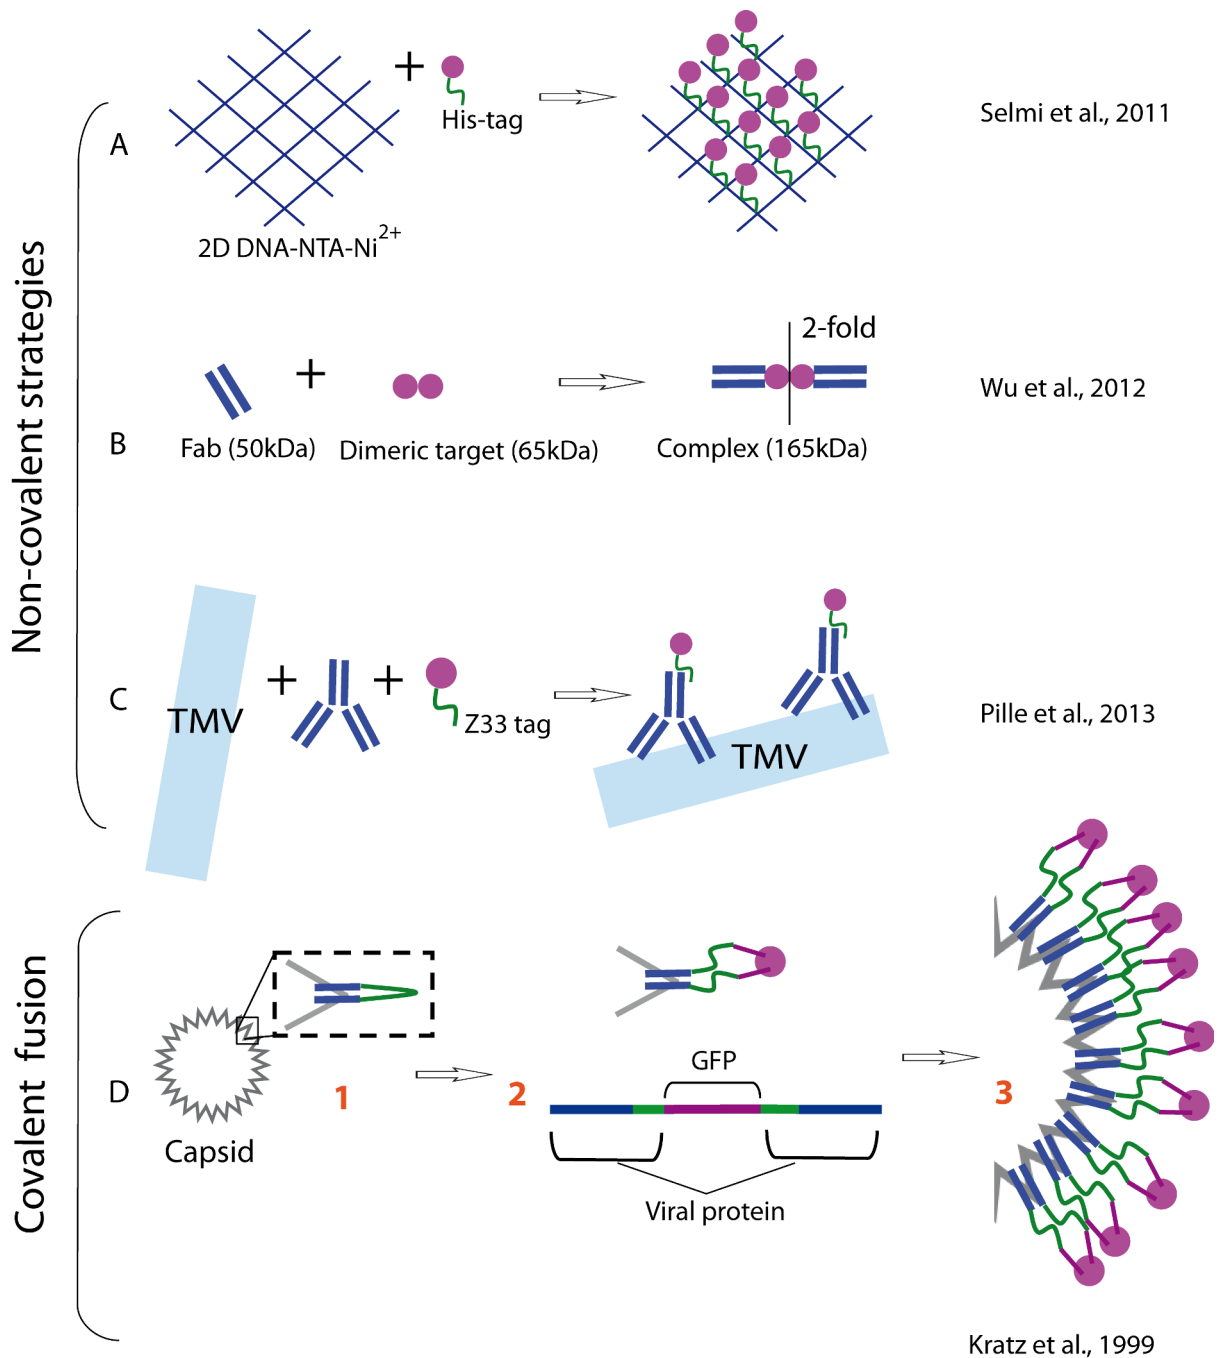 Non-covalent strategies
A
+
His-tag
2D DNA-NTA-Ni2+
Selmi et al., 2011
B
+
2-fold
Fab (50kDa)
Dimeric target (65kDa)
Complex (165kDa)
Wu et al., 2012
C
TMV
+
+
Z33 tag
TMV
Pille et al., 2013
Covalent fusion
D
Capsid
1
2
GFP
Viral protein
3
Kratz et al., 1999